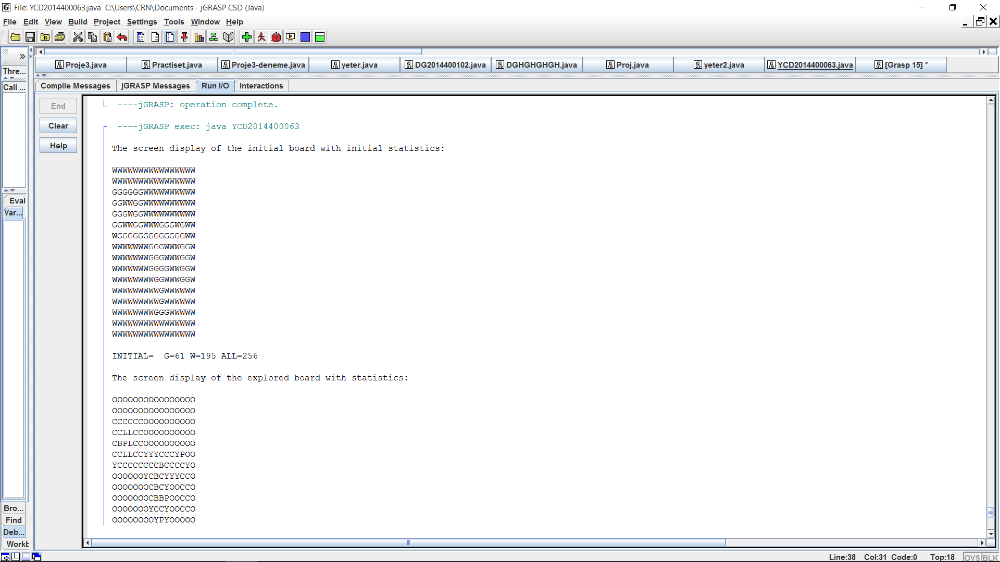 File: YCD2014400063.java  C:\Users\CRN\Documents - jGRASP CSD (Java)
File Edit View Build Project Settings Tools Window Help
Proje3.java Practiset.java Proje3-deneme.java yeter.java DG2014400102.java DGHGHGHGH.java Proj.java yeter2.java YCD2014400063.java [Grasp 15] *
Thre...
Call ...
Eval
Var...
Bro...
Find
Deb...
Workb
Compile Messages jGRASP Messages Run I/O Interactions
End
Clear
Help
----jGRASP: operation complete.
----jGRASP exec: java YCD2014400063
The screen display of the initial board with initial statistics:
WWWWWWWWWWWWWWWW
WWWWWWWWWWWWWWWW
GGGGGGWWWWWWWWWW
GGWWGGWWWWWWWWWW
GGGWGGWWWWWWWWWW
GGWWGGWWWGGGWGWW
WGGGGGGGGGGGGGWW
WWWWWWWGGGWWWGGW
WWWWWWWGGGWWWGGW
WWWWWWWGGGGWWGGW
WWWWWWWWGGWWWGGW
WWWWWWWWWGWWWWWW
WWWWWWWWWGWWWWWW
WWWWWWWWGGGWWWWW
WWWWWWWWWWWWWWWW
WWWWWWWWWWWWWWWW
INITIAL=  G=61 W=195 ALL=256
The screen display of the explored board with statistics:
OOOOOOOOOOOOOOOO
OOOOOOOOOOOOOOOO
CCCCCCOOOOOOOOOO
CCLLCCOOOOOOOOOO
CBPLCCOOOOOOOOOO
CCLLCCYYYCCCYPOO
YCCCCCCCCBCCCCYO
OOOOOOYCBCYYYCCO
OOOOOOOCBCYOOCCO
OOOOOOOCBBPOOCCO
OOOOOOOYCCYOOCCO
OOOOOOOOYPYOOOOO
Line:38 Col:31 Code:0 Top:18 OVS BLK